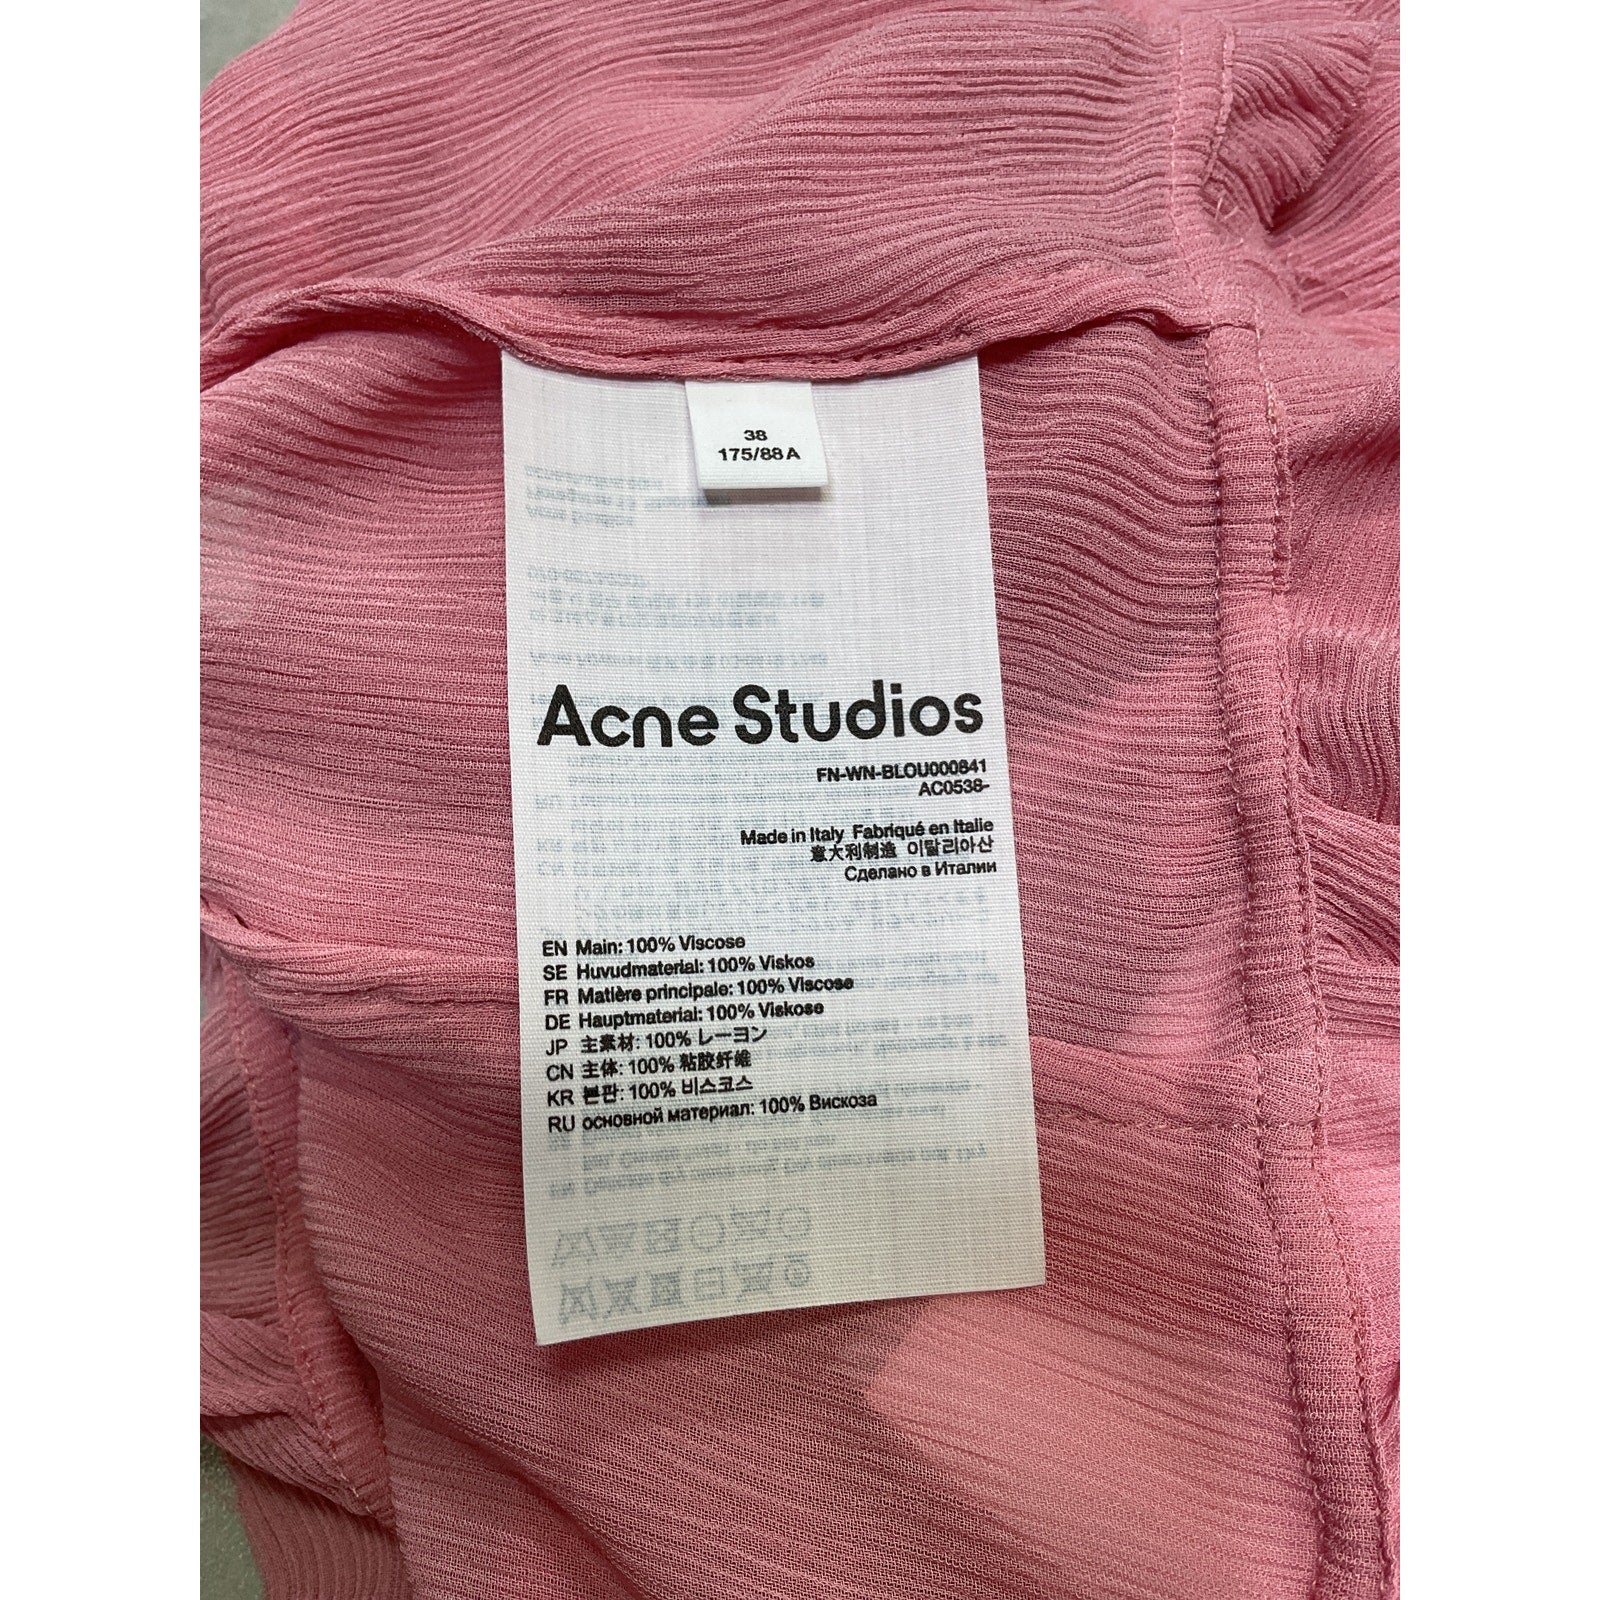 38
175/88A
Acne Studios
FN-WN-BLOU000841
AC0538-
Made in Italy Fabriqué en Italie
意大利制造 이탈리아산
Сделано в Италии
EN Main: 100% Viscose
SE Huvudmaterial: 100% Viskos
FR Matière principale: 100% Viscose
DE Hauptmaterial: 100% Viskose
JP 主素材: 100% レーヨン
CN 主体: 100% 粘胶纤维
KR 본판: 100% 비스코스
RU основной материал: 100% Вискоза